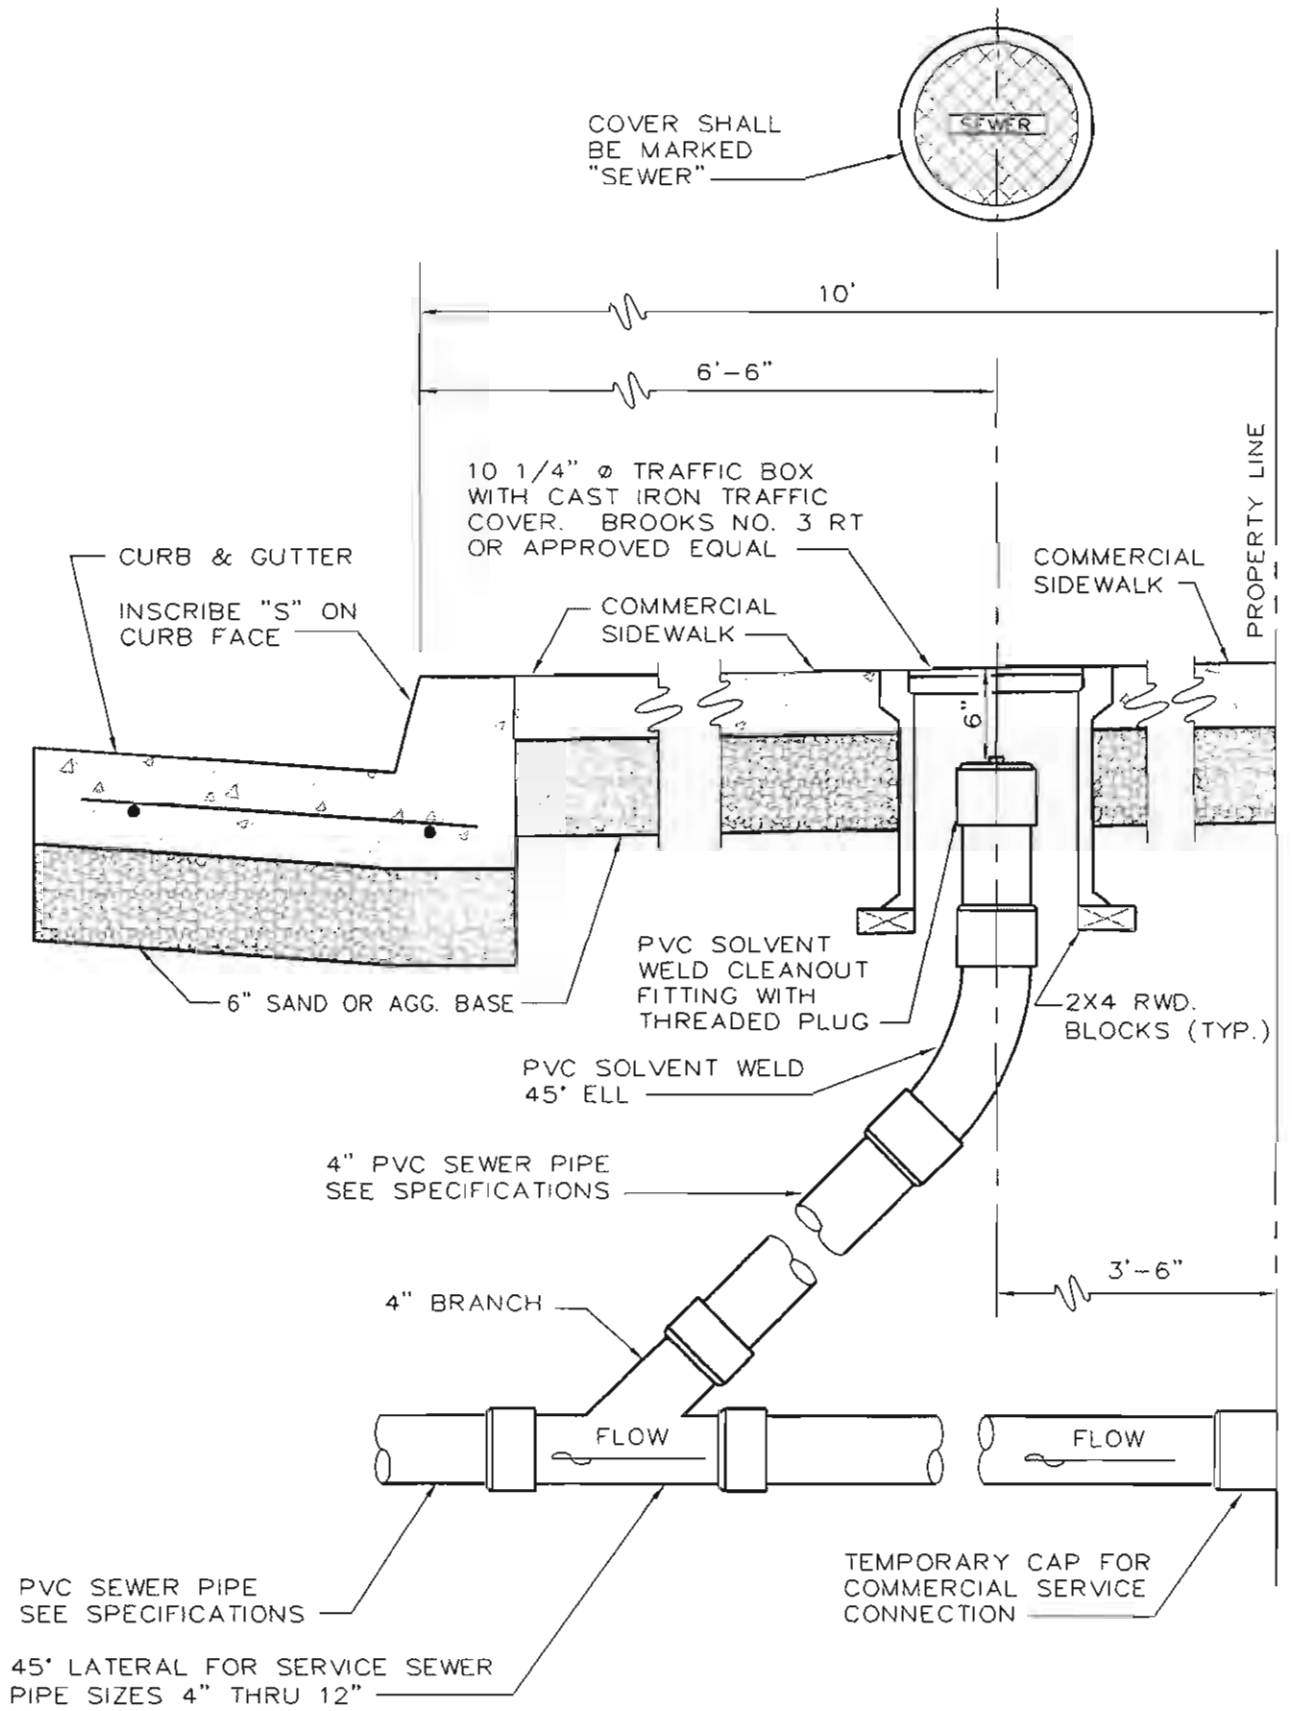 COVER SHALL
BE MARKED
"SEWER"
SEWER
10'
6'-6"
10 1/4" ø TRAFFIC BOX
WITH CAST IRON TRAFFIC
COVER. BROOKS NO. 3 RT
OR APPROVED EQUAL
PROPERTY LINE
CURB & GUTTER
INSCRIBE "S" ON
CURB FACE
COMMERCIAL
SIDEWALK
COMMERCIAL
SIDEWALK
6"
6" SAND OR AGG. BASE
PVC SOLVENT
WELD CLEANOUT
FITTING WITH
THREADED PLUG
2X4 RWD.
BLOCKS (TYP.)
PVC SOLVENT WELD
45° ELL
4" PVC SEWER PIPE
SEE SPECIFICATIONS
3'-6"
4" BRANCH
FLOW
FLOW
TEMPORARY CAP FOR
COMMERCIAL SERVICE
CONNECTION
PVC SEWER PIPE
SEE SPECIFICATIONS
45° LATERAL FOR SERVICE SEWER
PIPE SIZES 4" THRU 12"